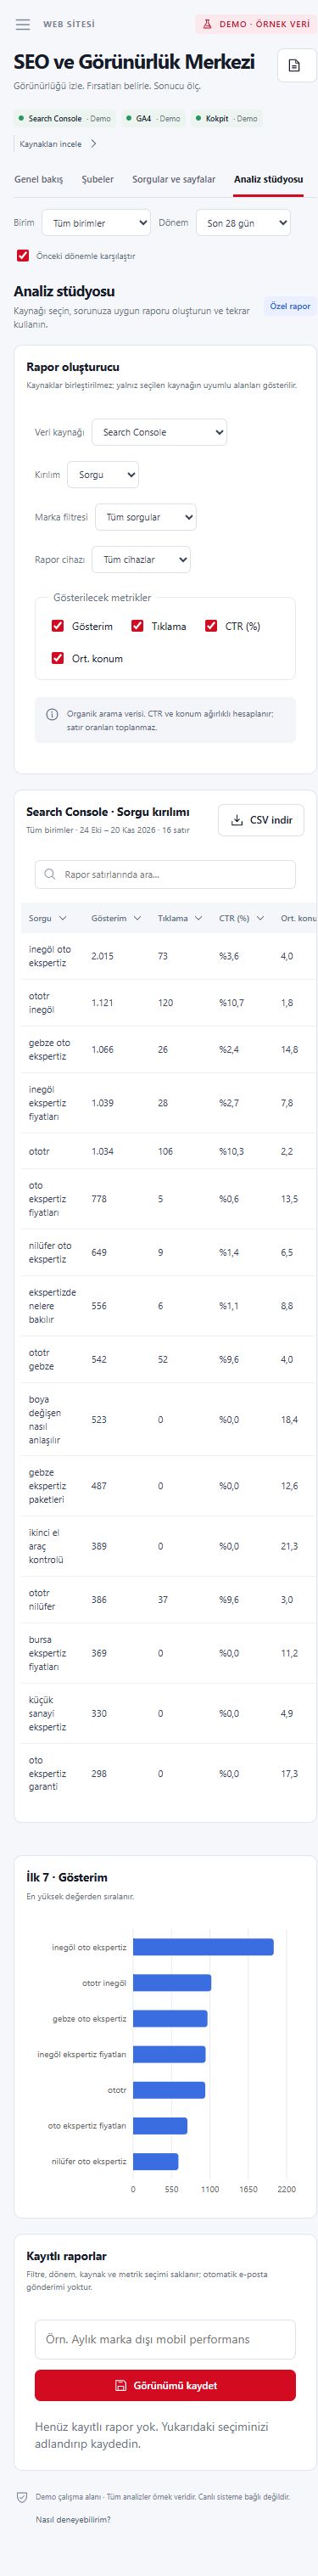 WEB SİTESİ
DEMO · ÖRNEK VERİ
SEO ve Görünürlük Merkezi
Görünürlüğü izle. Fırsatları belirle. Sonucu ölç.
Search Console · Demo
GA4 · Demo
Kokpit · Demo
Kaynakları incele
Genel bakış
Şubeler
Sorgular ve sayfalar
Analiz stüdyosu
Birim
Tüm birimler
Dönem
Son 28 gün
Önceki dönemle karşılaştır
Analiz stüdyosu
Kaynağı seçin, sorunuza uygun raporu oluşturun ve tekrar
kullanın.
Özel rapor
Rapor oluşturucu
Kaynaklar birleştirilmez; yalnız seçilen kaynağın uyumlu alanları gösterilir.
Veri kaynağı
Search Console
Kırılım
Sorgu
Marka filtresi
Tüm sorgular
Rapor cihazı
Tüm cihazlar
Gösterilecek metrikler
Gösterim
Tıklama
CTR (%)
Ort. konum
Organik arama verisi. CTR ve konum ağırlıklı hesaplanır;
satır oranları toplanmaz.
Search Console · Sorgu kırılımı
Tüm birimler · 24 Eki – 20 Kas 2026 · 16 satır
CSV indir
Rapor satırlarında ara...
Sorgu Gösterim Tıklama CTR (%) Ort. konu
inegöl oto
ekspertiz
2.015 73 %3,6 4,0
ototr
inegöl
1.121 120 %10,7 1,8
gebze oto
ekspertiz
1.066 26 %2,4 14,8
inegöl
ekspertiz
fiyatları
1.039 28 %2,7 7,8
ototr 1.034 106 %10,3 2,2
oto
ekspertiz
fiyatları
778 5 %0,6 13,5
nilüfer oto
ekspertiz
649 9 %1,4 6,5
ekspertizde
nelere
bakılır
556 6 %1,1 8,8
ototr
gebze
542 52 %9,6 4,0
boya
değişen
nasıl
anlaşılır
523 0 %0,0 18,4
gebze
ekspertiz
paketleri
487 0 %0,0 12,6
ikinci el
araç
kontrolü
389 0 %0,0 21,3
ototr
nilüfer
386 37 %9,6 3,0
bursa
ekspertiz
fiyatları
369 0 %0,0 11,2
küçük
sanayi
ekspertiz
330 0 %0,0 4,9
oto
ekspertiz
garanti
298 0 %0,0 17,3
İlk 7 · Gösterim
En yüksek değerden sıralanır.
inegöl oto ekspertiz
ototr inegöl
gebze oto ekspertiz
inegöl ekspertiz fiyatları
ototr
oto ekspertiz fiyatları
nilüfer oto ekspertiz
0 550 1100 1650 2200
Kayıtlı raporlar
Filtre, dönem, kaynak ve metrik seçimi saklanır; otomatik e-posta
gönderimi yoktur.
Örn. Aylık marka dışı mobil performans
Görünümü kaydet
Henüz kayıtlı rapor yok. Yukarıdaki seçiminizi
adlandırıp kaydedin.
Demo çalışma alanı · Tüm analizler örnek veridir. Canlı sisteme bağlı değildir.
Nasıl deneyebilirim?